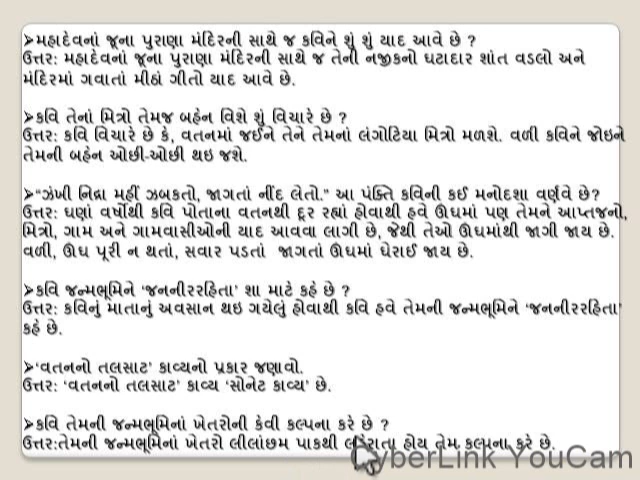 ➢મહાદેવનાં જૂના પુરાણા મંદિરની સાથે જ કવિને શું શું યાદ આવે છે ?
ઉત્તર: મહાદેવનાં જૂના પુરાણા મંદિરની સાથે જ તેની નજીકનો ઘટાદાર શાંત વડલો અને
મંદિરમાં ગવાતાં મીઠાં ગીતો યાદ આવે છે.
➢કવિ તેનાં મિત્રો તેમજ બહેન વિશે શું વિચારે છે ?
ઉત્તર: કવિ વિચારે છે કે, વતનમાં જઈને તેને તેમનાં લંગોટિયા મિત્રો મળશે. વળી કવિને જોઇને
તેમની બહેન ઓછી-ઓછી થઇ જશે.
➢“ઝંખી નિદ્રા મહીં ઝબકતો, જાગતાં નીંદ લેતો.” આ પંક્તિ કવિની કઈ મનોદશા વર્ણવે છે?
ઉત્તર: ઘણાં વર્ષોથી કવિ પોતાના વતનથી દૂર રહ્યાં હોવાથી હવે ઊઘમાં પણ તેમને આપ્તજનો,
મિત્રો, ગામ અને ગામવાસીઓની યાદ આવવા લાગી છે, જેથી તેઓ ઊઘમાંથી જાગી જાય છે.
વળી, ઊઘ પૂરી ન થતાં, સવાર પડતાં જાગતાં ઊઘમાં ઘેરાઈ જાય છે.
➢કવિ જન્મભૂમિને ‘જનનીરરહિતા’ શા માટે કહે છે ?
ઉત્તર: કવિનું માતાનું અવસાન થઇ ગયેલું હોવાથી કવિ હવે તેમની જન્મભૂમિને ‘જનનીરરહિતા’
કહે છે.
➢‘વતનનો તલસાટ’ કાવ્યનો પ્રકાર જણાવો.
ઉત્તર: ‘વતનનો તલસાટ’ કાવ્ય ‘સોનેટ કાવ્ય’ છે.
➢કવિ તેમની જન્મભૂમિનાં ખેતરોની કેવી કલ્પના કરે છે ?
ઉત્તર:તેમની જન્મભૂમિનાં ખેતરો લીલાંછમ પાકથી લહેરાતા હોય તેમ કલ્પના કરે છે.
CyberLink YouCam